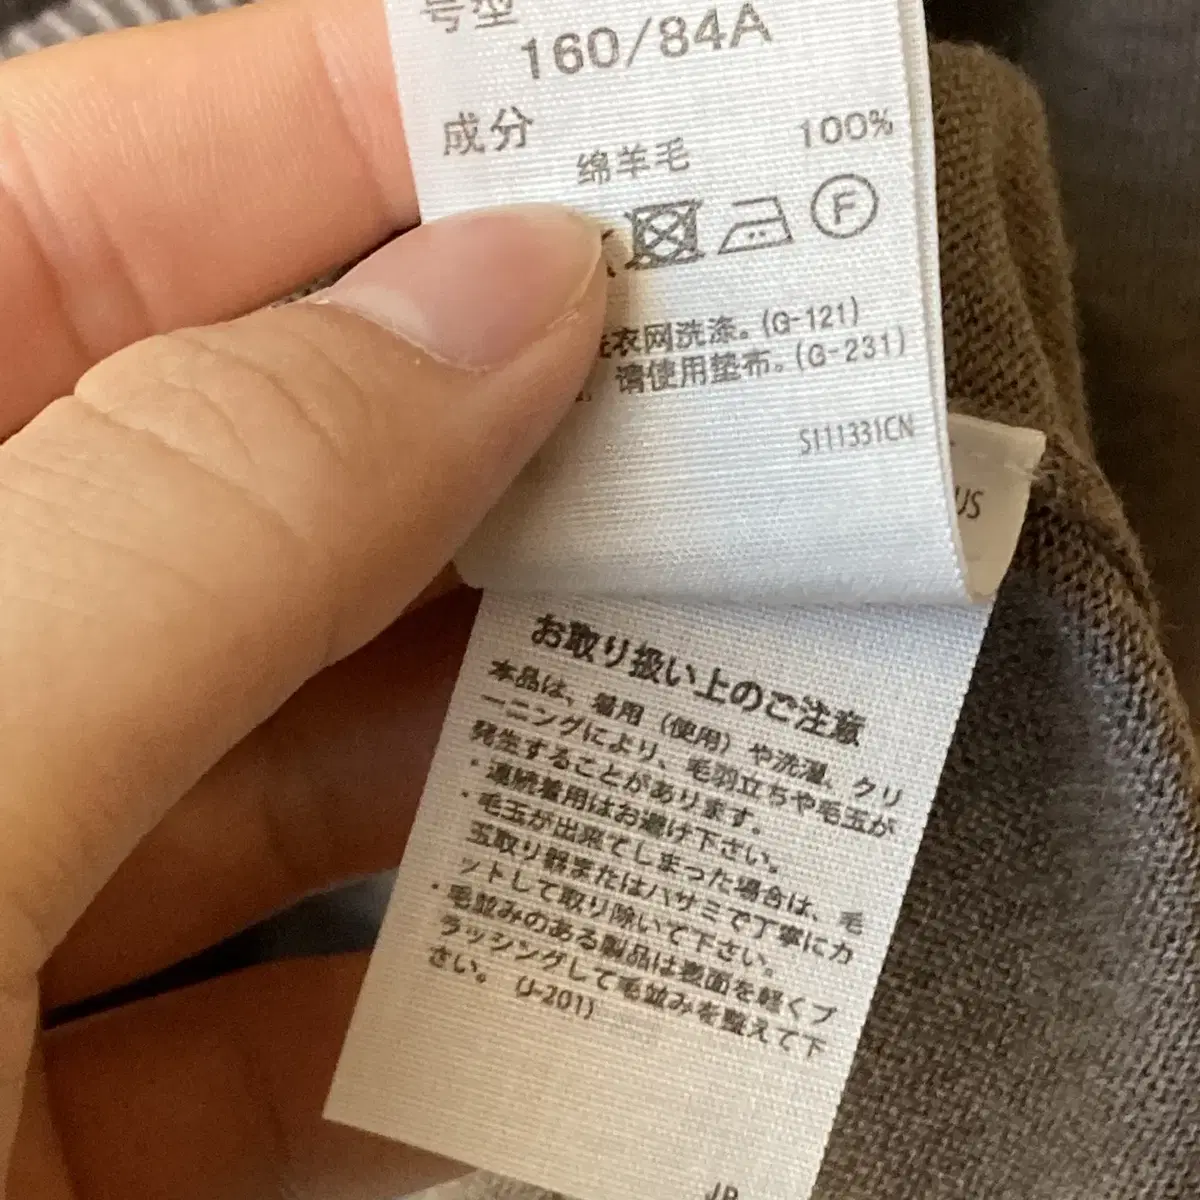 号型
160/84A
成分
绵羊毛 100%
F
衣网洗涤。(G-121)
请使用垫布。(G-231)
S111331CN
US
お取り扱い上のご注意
本品は、着用（使用）や洗濯、クリ
ーニングにより、毛羽立ちや毛玉が
発生することがあります。
・連続着用はお避け下さい。
・毛玉が出来てしまった場合は、毛
玉取り器またはハサミで丁寧にカ
ットして取り除いて下さい。
・毛並みのある製品は表面を軽くブ
ラッシングして毛並みを整えて下
さい。 (J-201)
JP